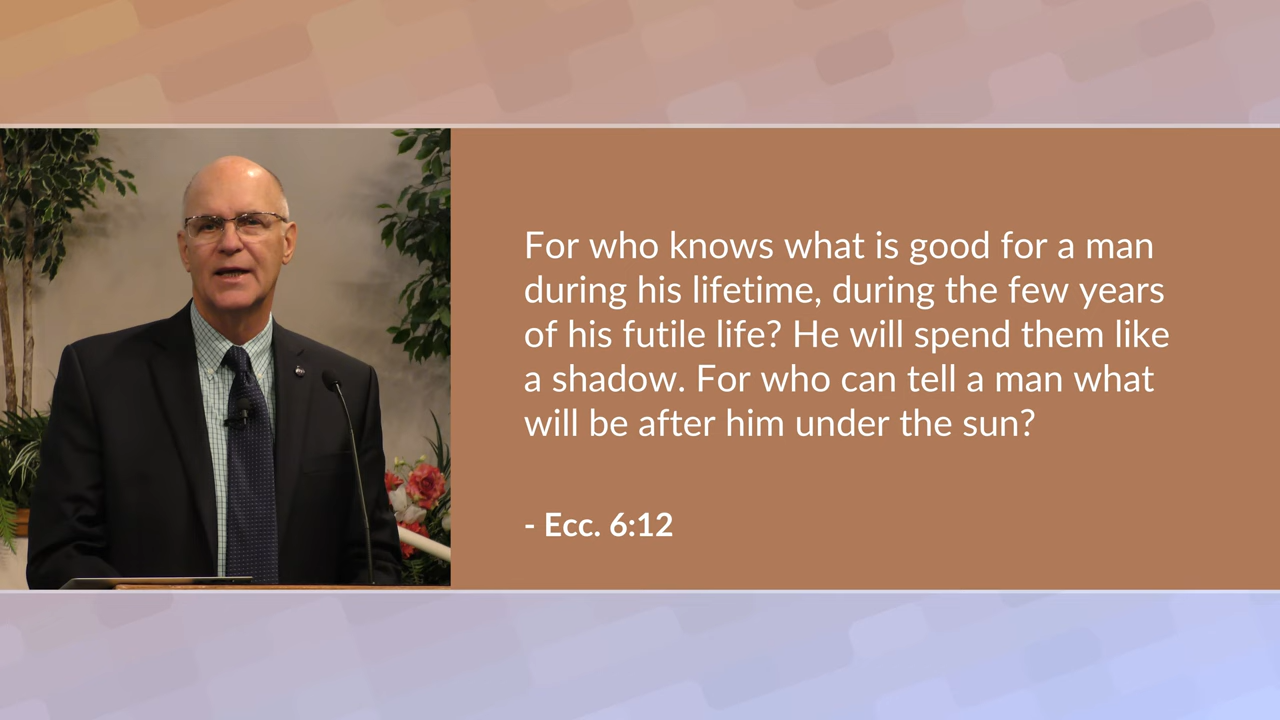 For who knows what is good for a man
during his lifetime, during the few years
of his futile life? He will spend them like
a shadow. For who can tell a man what
will be after him under the sun?
- Ecc. 6:12